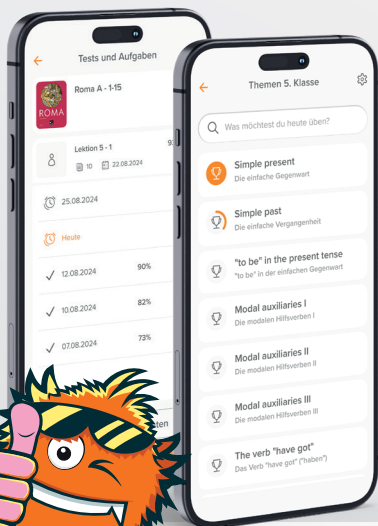 Tests und Aufgaben
ROMA
Roma A - 1-15
Lektion 5 - 1
10 22.08.2024
25.08.2024
Heute
12.08.2024 90%
10.08.2024 82%
07.08.2024 73%
Themen 5. Klasse
Was möchtest du heute üben?
Simple present
Die einfache Gegenwart
Simple past
Die einfache Vergangenheit
"to be" in the present tense
"to be" in der einfachen Gegenwart
Modal auxiliaries I
Die modalen Hilfsverben I
Modal auxiliaries II
Die modalen Hilfsverben II
Modal auxiliaries III
Die modalen Hilfsverben III
The verb "have got"
Das Verb "have got" ("haben")